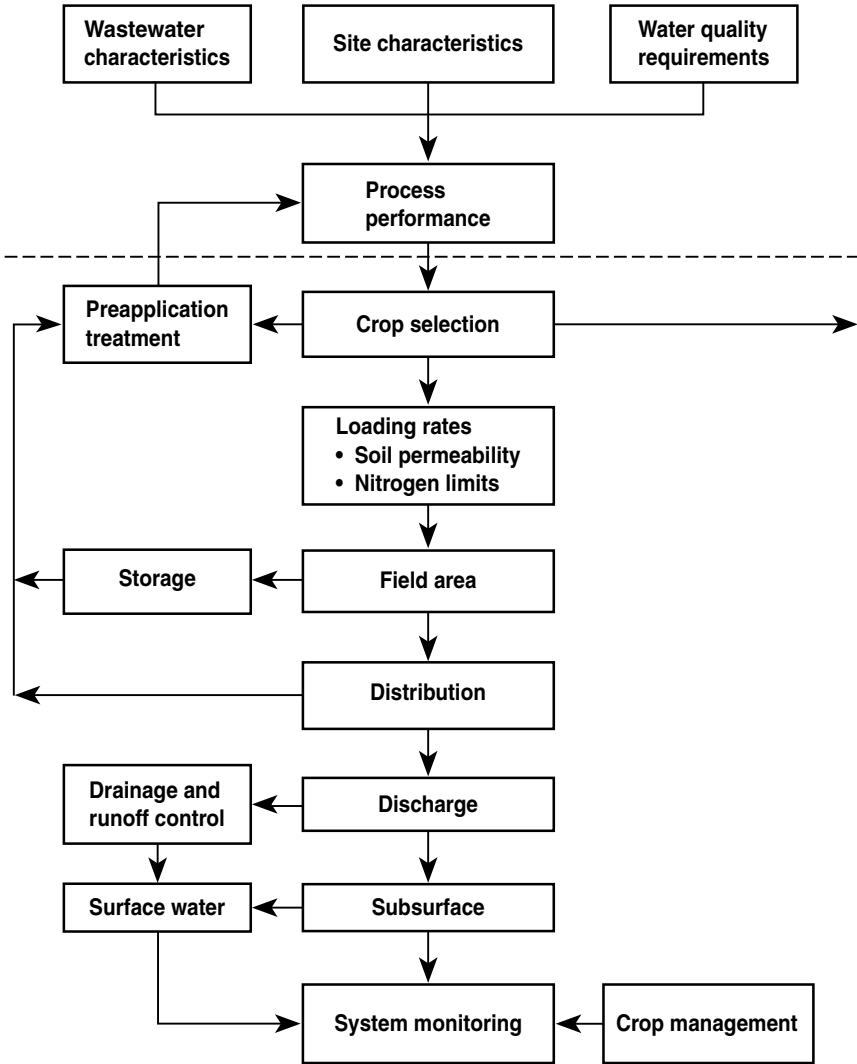 Wastewater
characteristics
Site characteristics
Water quality
requirements
Process
performance
Preapplication
treatment
Crop selection
Loading rates
• Soil permeability
• Nitrogen limits
Storage
Field area
Distribution
Drainage and
runoff control
Discharge
Surface water
Subsurface
System monitoring
Crop management